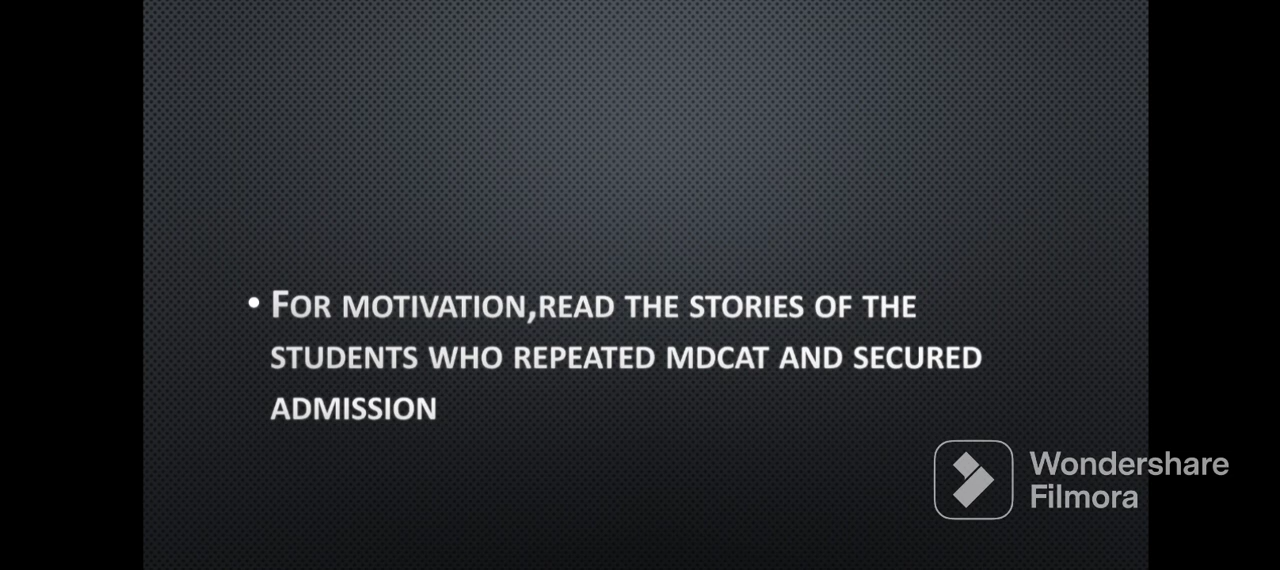 • For motivation,read the stories of the
students who repeated mdcat and secured
admission
Wondershare
Filmora